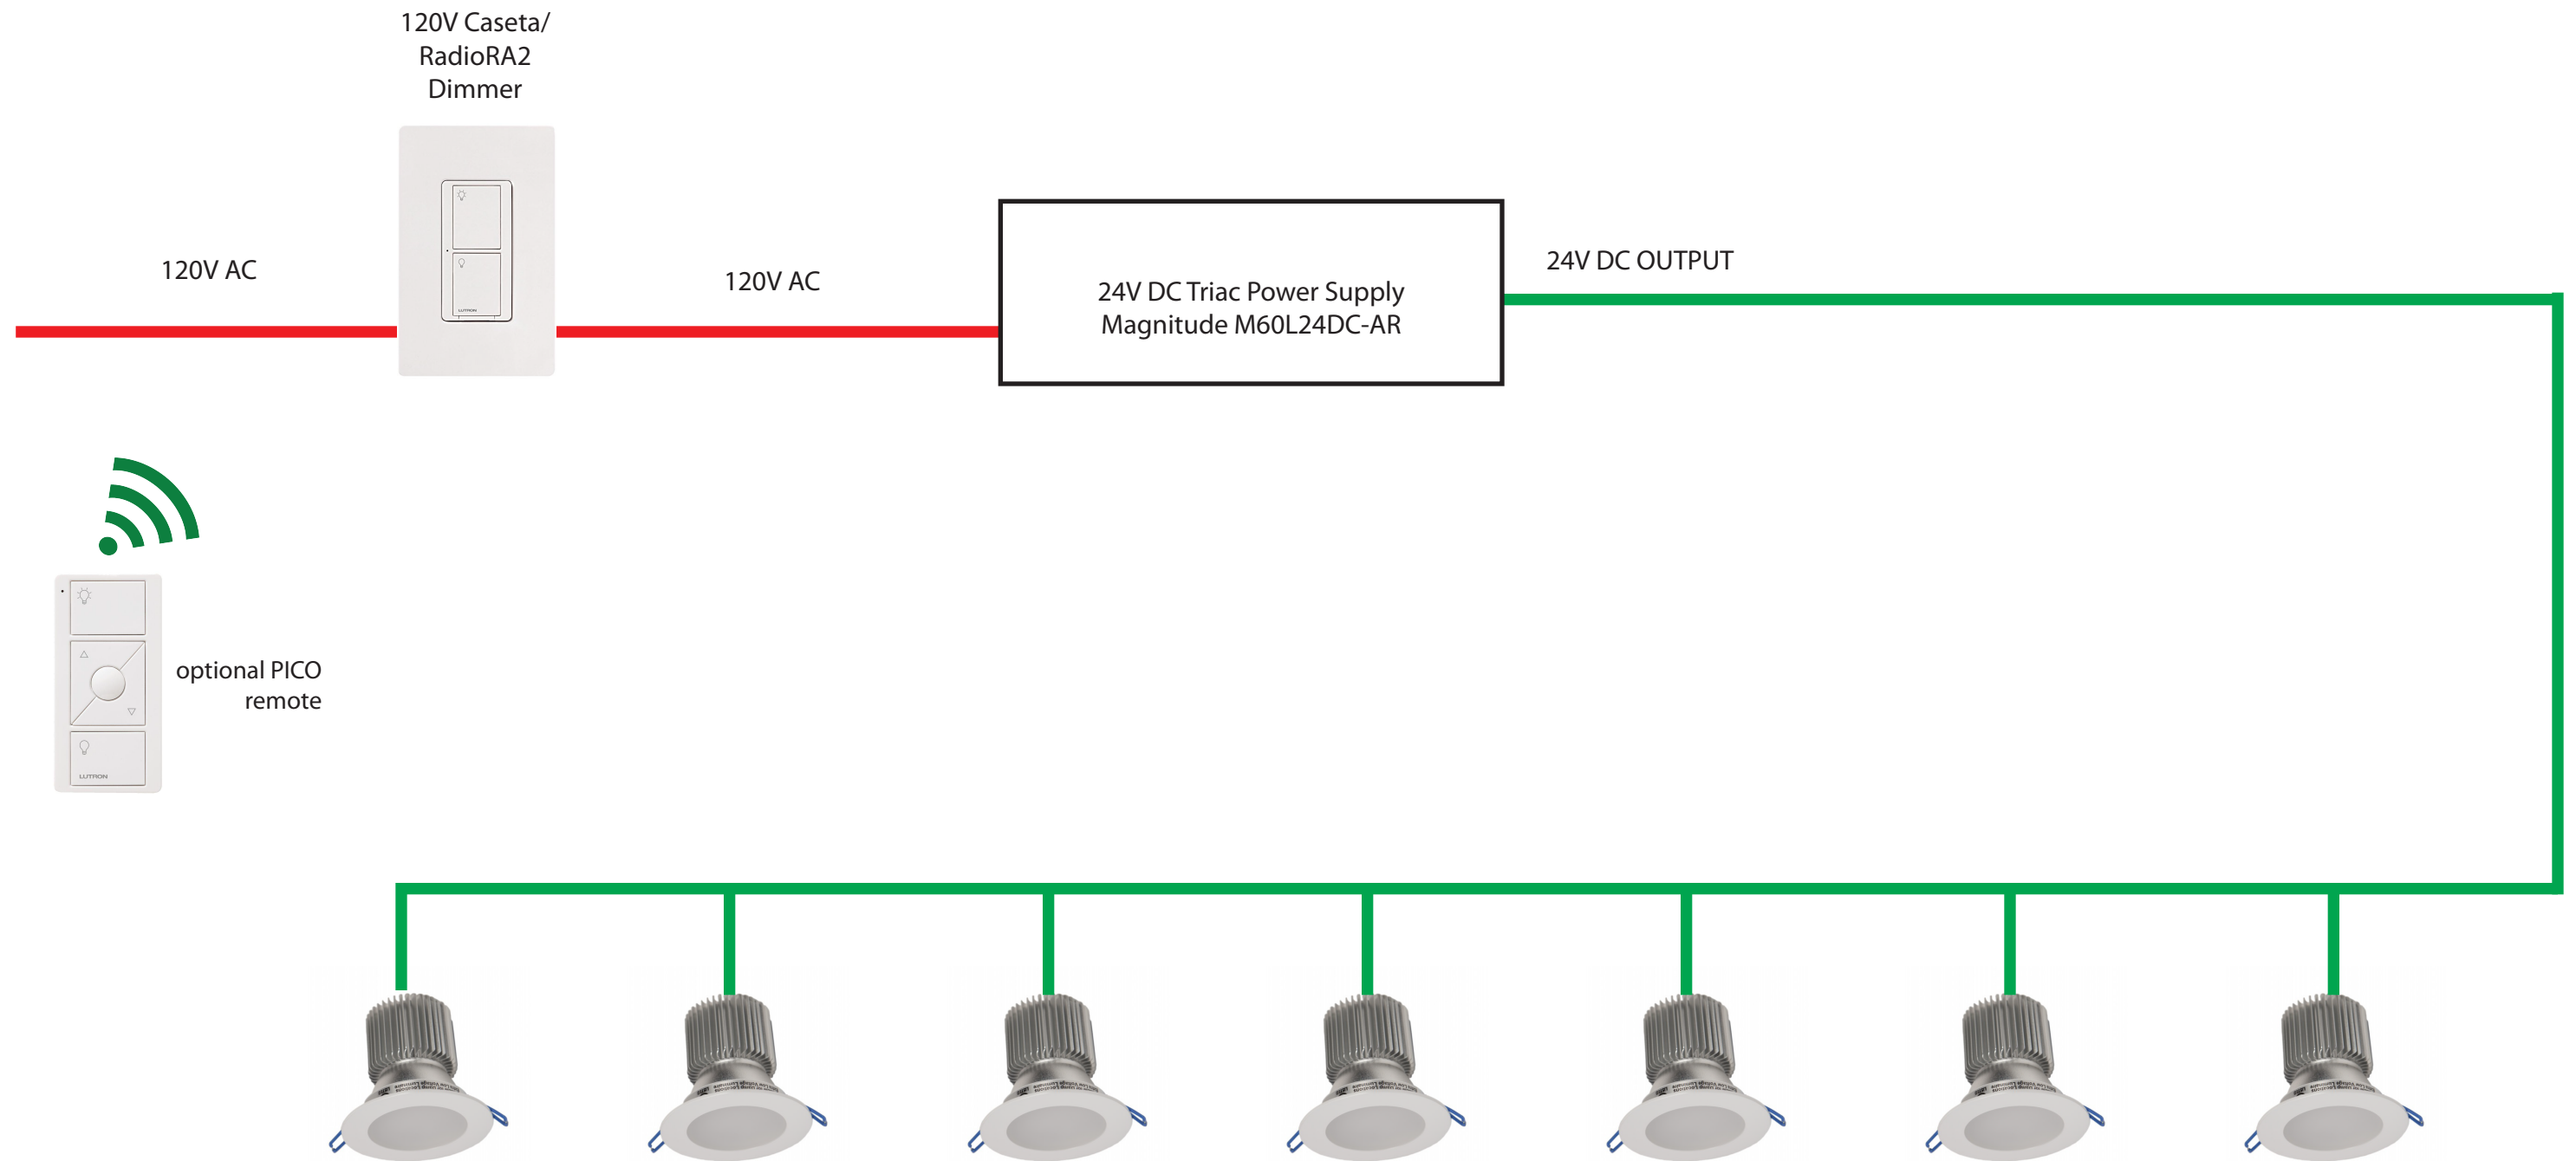 120V Caseta/
RadioRA2
Dimmer
120V AC
120V AC
24V DC Triac Power Supply
Magnitude M60L24DC-AR
24V DC OUTPUT
LUTRON
optional PICO
remote
LUTRON